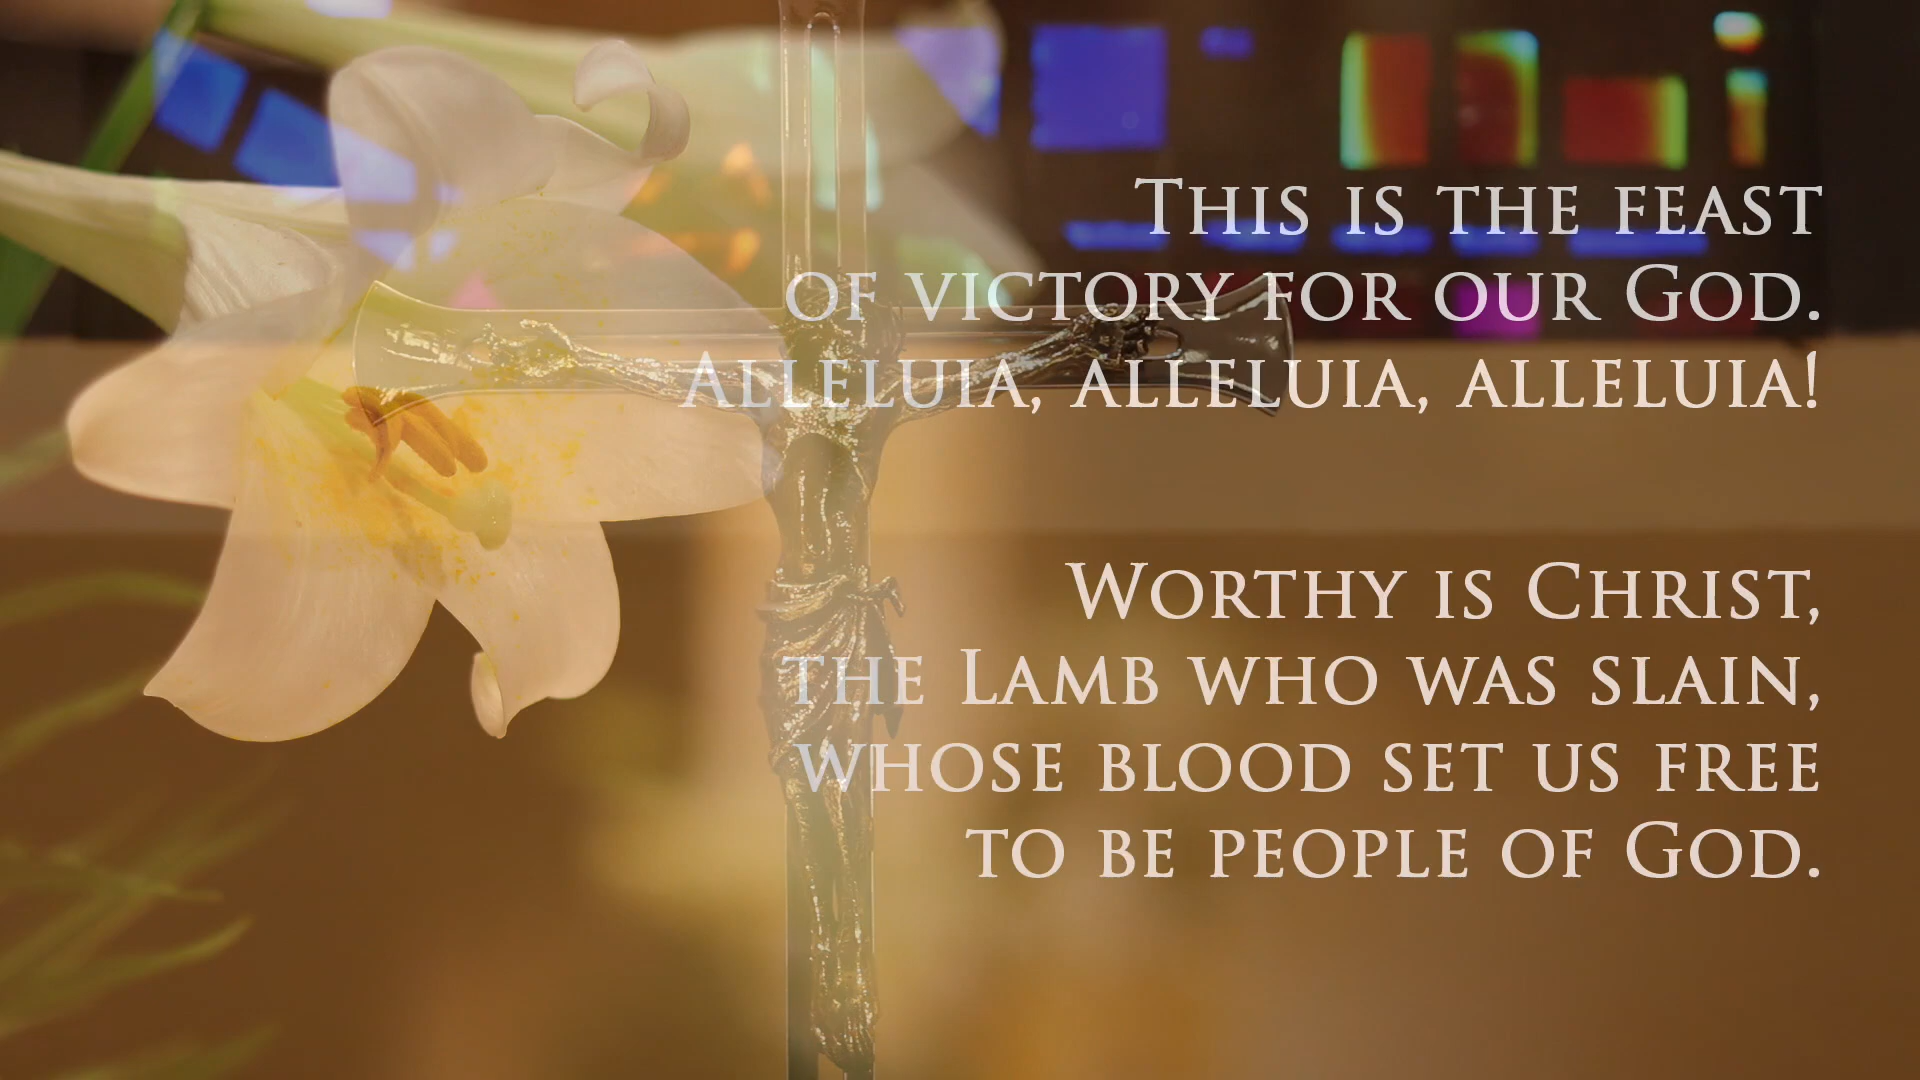 This is the feast
of victory for our God.
Alleluia, alleluia, alleluia!
Worthy is Christ,
the Lamb who was slain,
whose blood set us free
to be people of God.